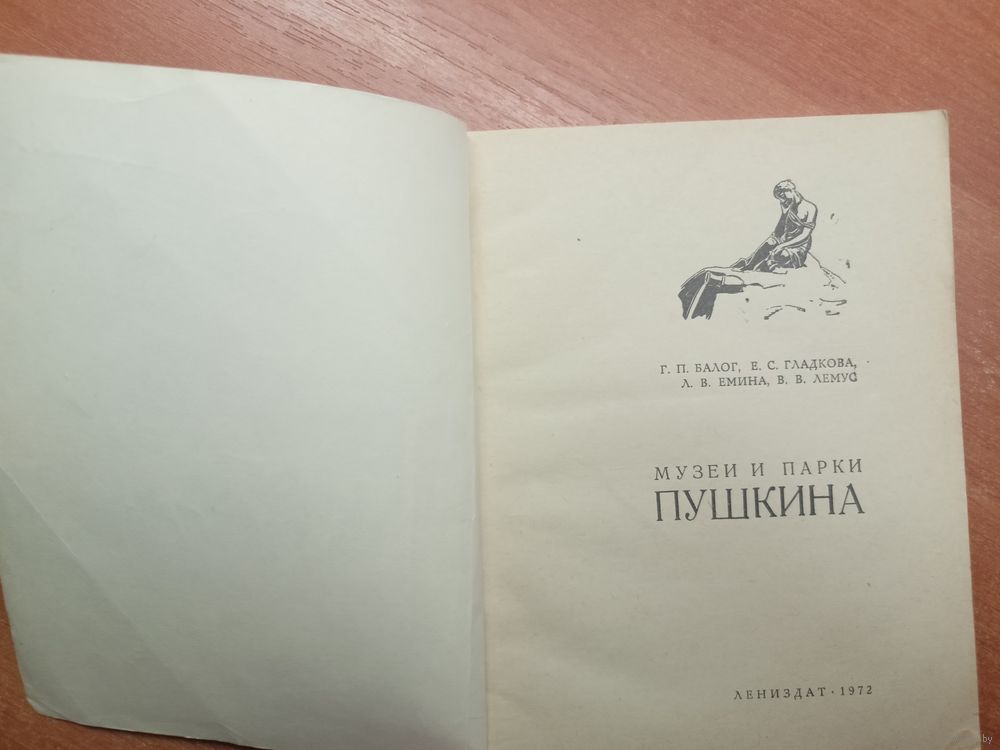 Г. П. БАЛОГ, Е. С. ГЛАДКОВА,
Л. В. ЕМИНА, В. В. ЛЕМУС
МУЗЕИ И ПАРКИ
ПУШКИНА
ЛЕНИЗДАТ · 1972